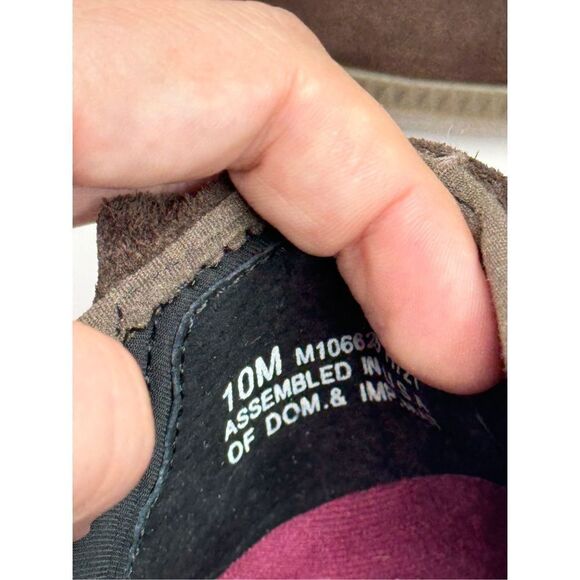 10M M10662
ASSEMBLED IN U.S.A.
OF DOM.& IMP